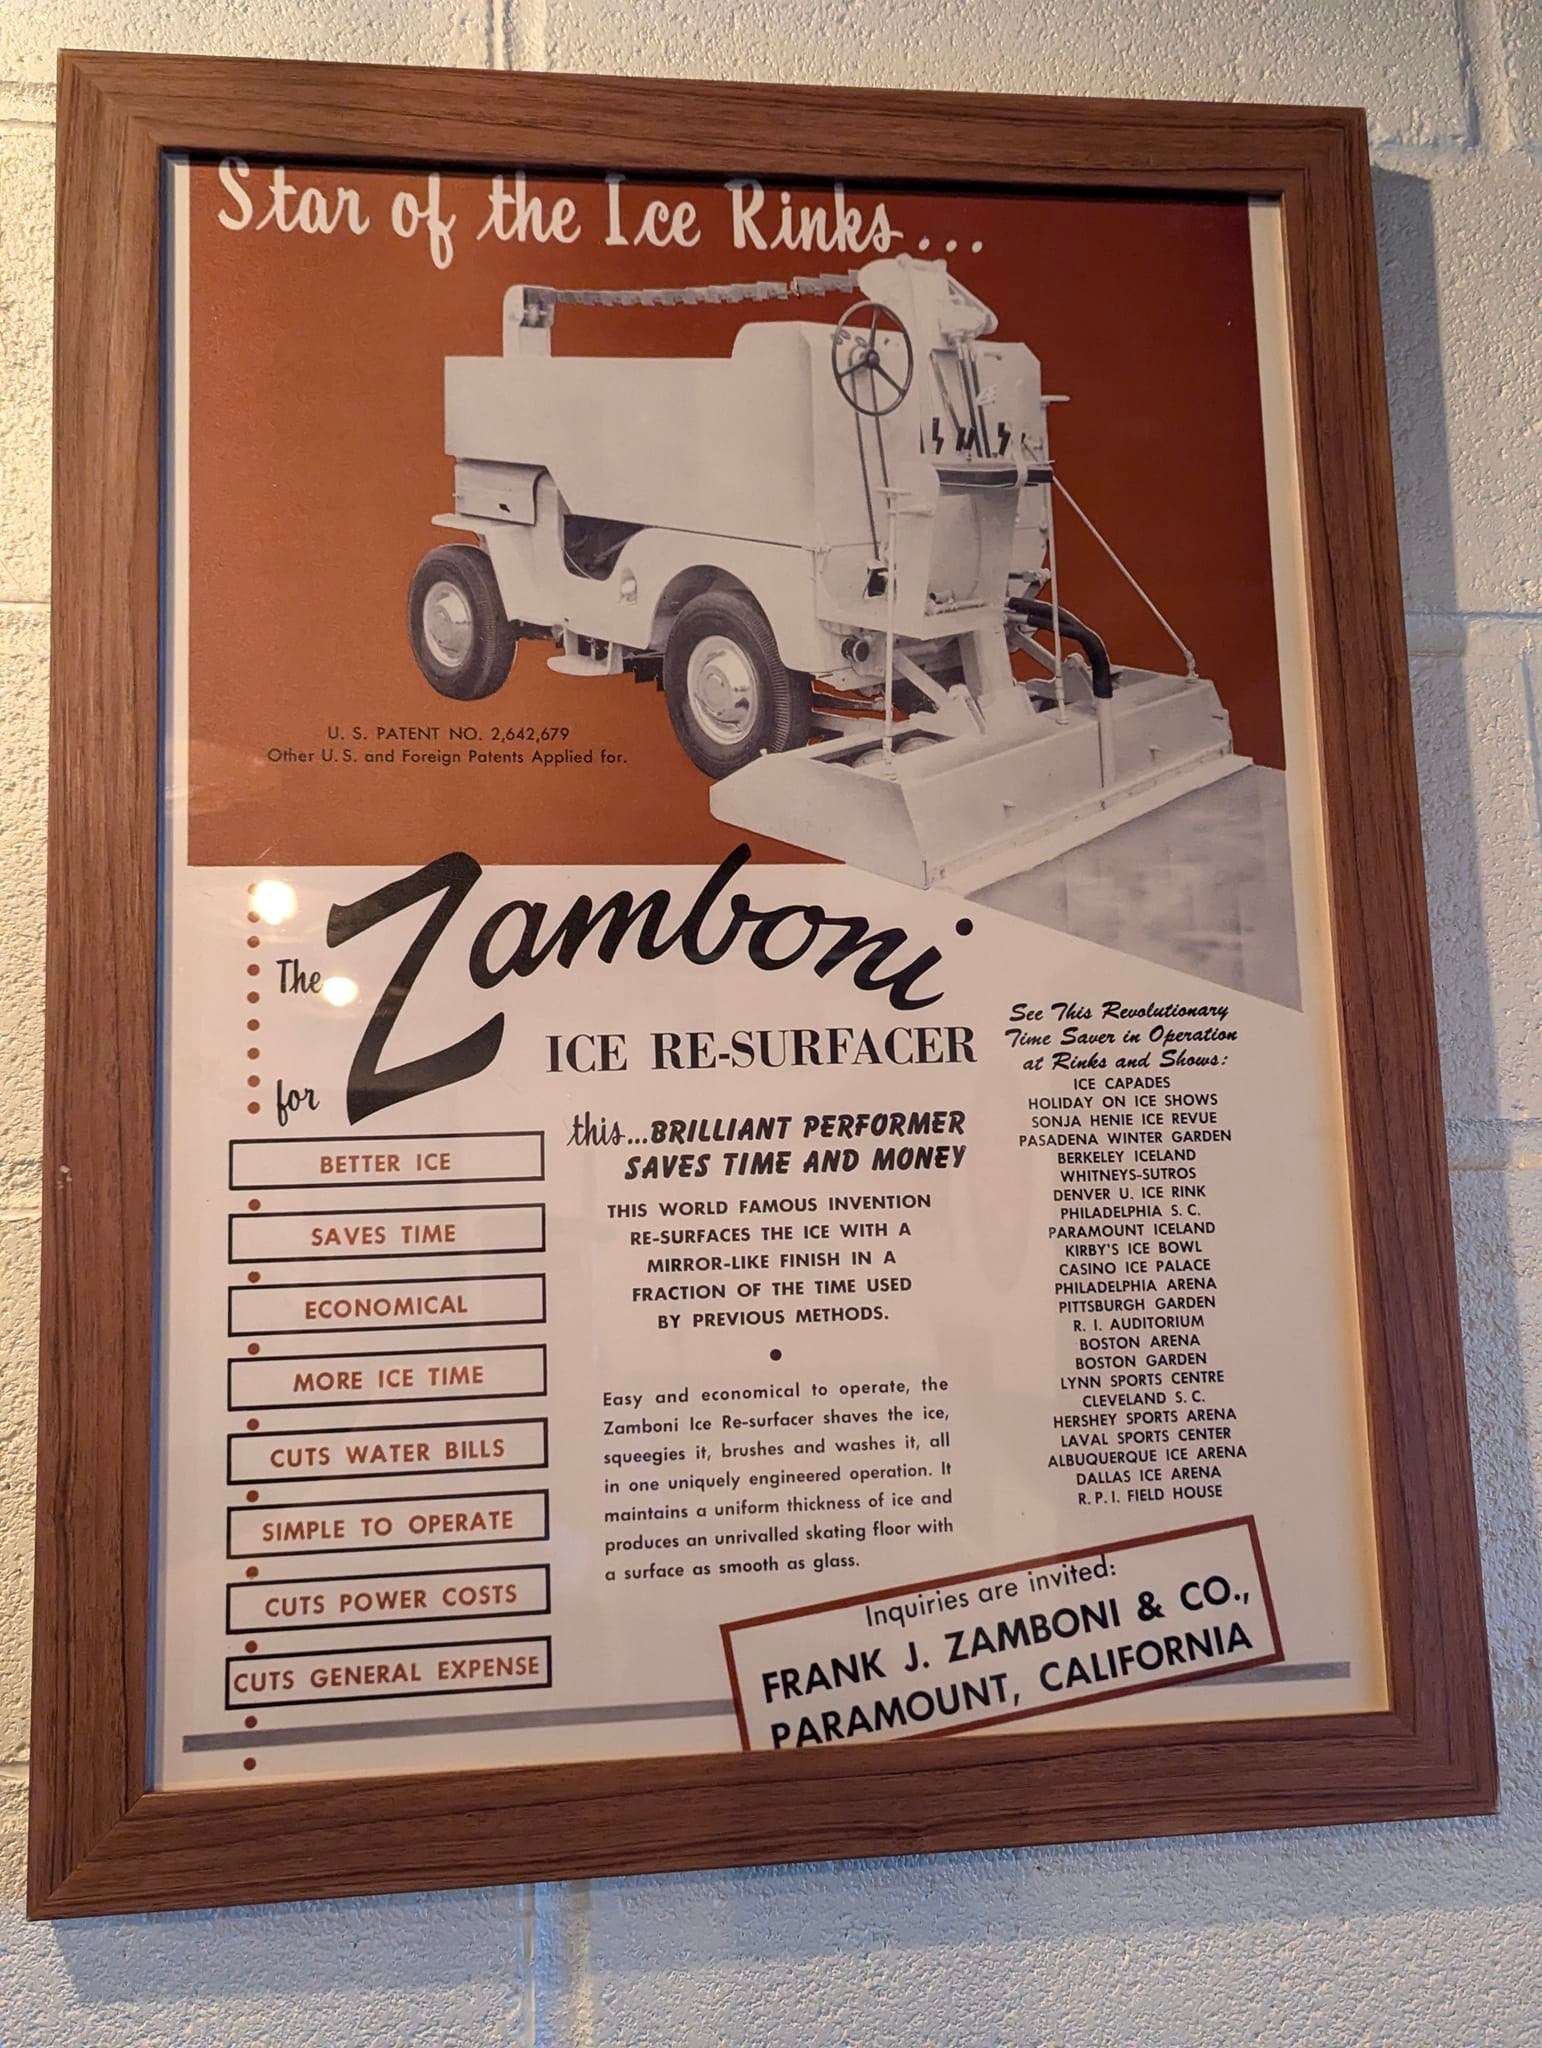 Star of the Ice Rinks...
U. S. PATENT NO. 2,642,679
Other U. S. and Foreign Patents Applied for.
The Zamboni
ICE RE-SURFACER
for
BETTER ICE
SAVES TIME
ECONOMICAL
MORE ICE TIME
CUTS WATER BILLS
SIMPLE TO OPERATE
CUTS POWER COSTS
CUTS GENERAL EXPENSE
this...BRILLIANT PERFORMER
SAVES TIME AND MONEY
THIS WORLD FAMOUS INVENTION
RE-SURFACES THE ICE WITH A
MIRROR-LIKE FINISH IN A
FRACTION OF THE TIME USED
BY PREVIOUS METHODS.
Easy and economical to operate, the
Zamboni Ice Re-surfacer shaves the ice,
squeegies it, brushes and washes it, all
in one uniquely engineered operation. It
maintains a uniform thickness of ice and
produces an unrivalled skating floor with
a surface as smooth as glass.
See This Revolutionary
Time Saver in Operation
at Rinks and Shows:
ICE CAPADES
HOLIDAY ON ICE SHOWS
SONJA HENIE ICE REVUE
PASADENA WINTER GARDEN
BERKELEY ICELAND
WHITNEYS-SUTROS
DENVER U. ICE RINK
PHILADELPHIA S. C.
PARAMOUNT ICELAND
KIRBY'S ICE BOWL
CASINO ICE PALACE
PHILADELPHIA ARENA
PITTSBURGH GARDEN
R. I. AUDITORIUM
BOSTON ARENA
BOSTON GARDEN
LYNN SPORTS CENTRE
CLEVELAND S. C.
HERSHEY SPORTS ARENA
LAVAL SPORTS CENTER
ALBUQUERQUE ICE ARENA
DALLAS ICE ARENA
R. P. I. FIELD HOUSE
Inquiries are invited:
FRANK J. ZAMBONI & CO.,
PARAMOUNT, CALIFORNIA